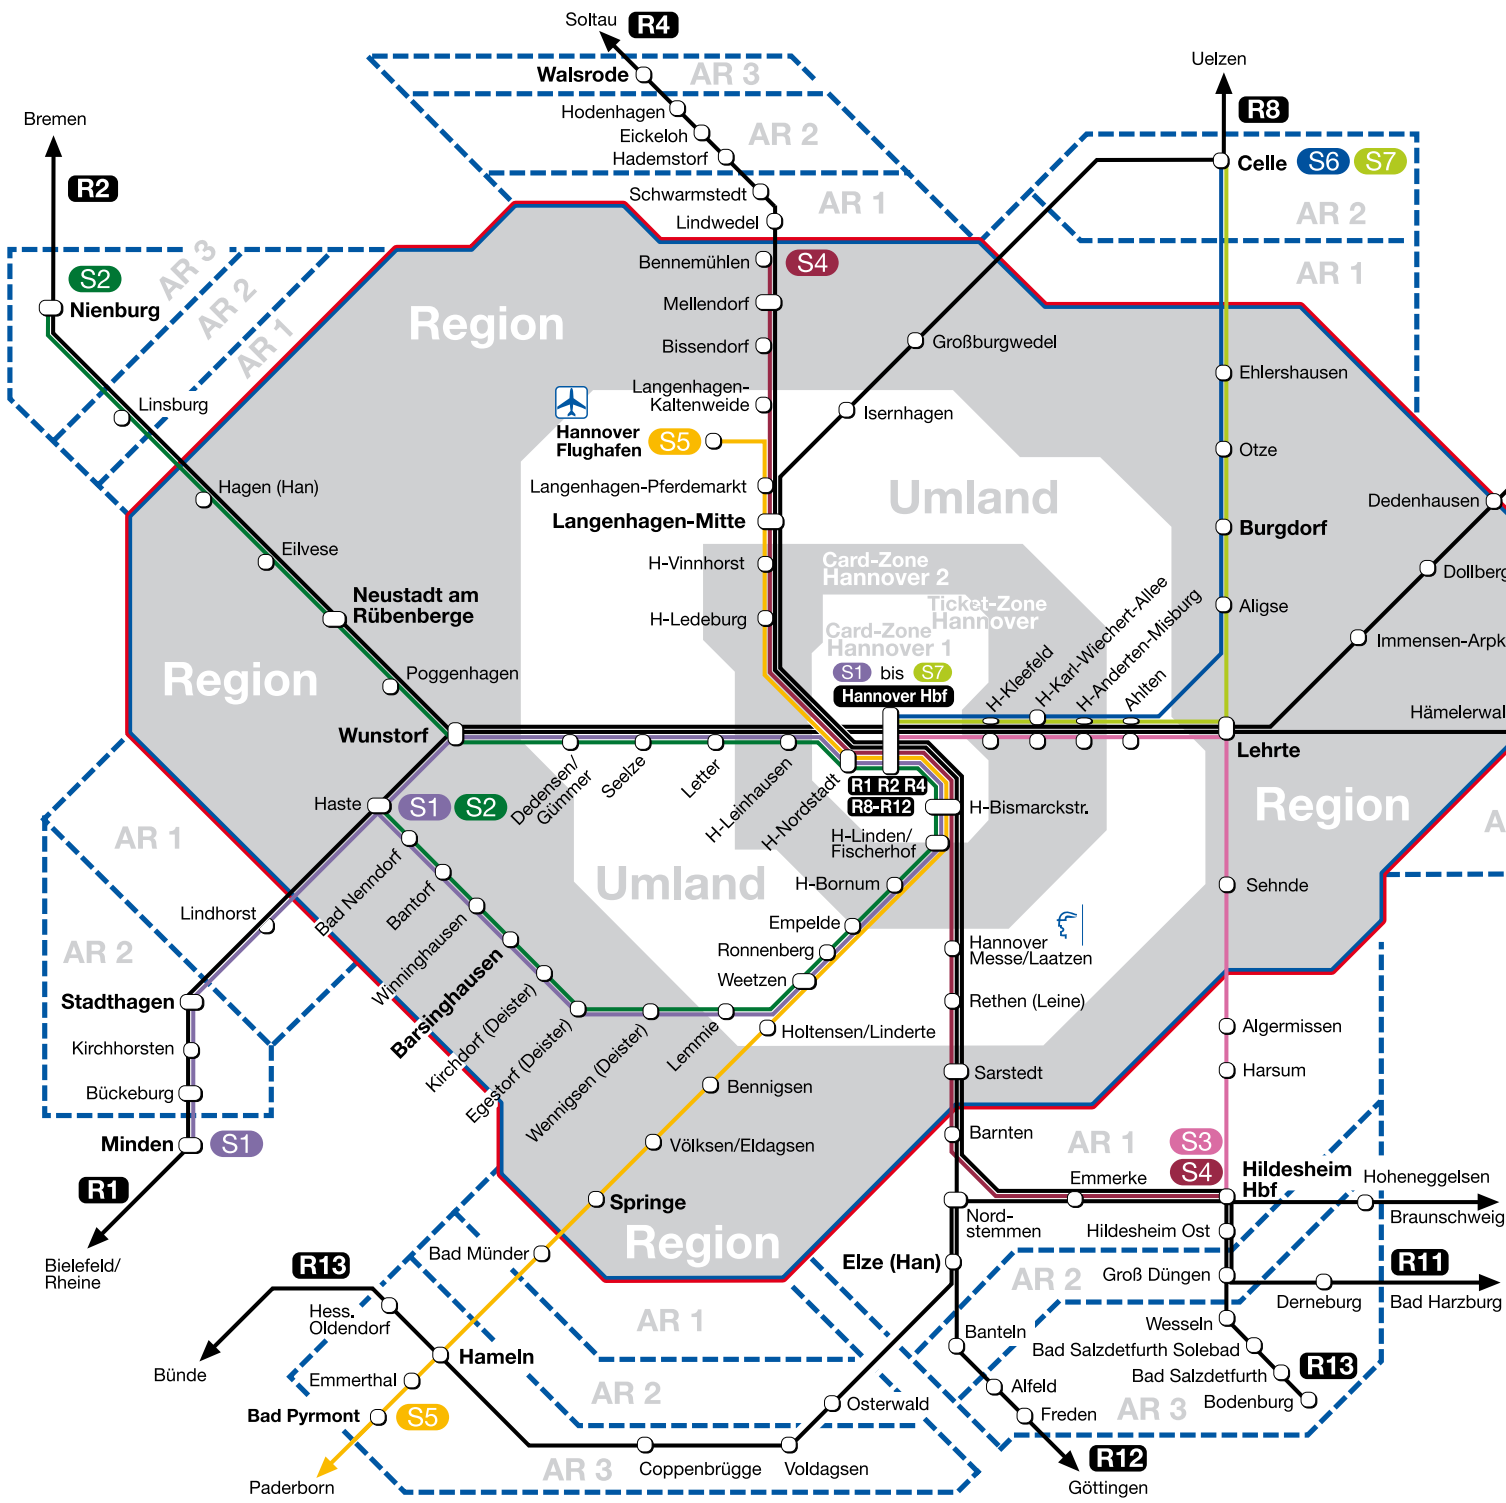 Soltau
R4
Walsrode
AR 3
Uelzen
R8
Hodenhagen
Eickeloh
AR 2
Hademstorf
Bremen
R2
Celle
S6
S7
Schwarmstedt
AR 1
Lindwedel
AR 2
AR 3
AR 2
AR 1
S2
Nienburg
Bennemühlen
S4
AR 1
Mellendorf
Region
Bissendorf
Großburgwedel
Ehlershausen
Langenhagen-
Kaltenweide
Linsburg
Isernhagen
Hannover
Flughafen
S5
Otze
Hagen (Han)
Langenhagen-Pferdemarkt
Umland
Dedenhausen
Langenhagen-Mitte
Burgdorf
Eilvese
H-Vinnhorst
Card-Zone
Hannover 2
Neustadt am
Rübenberge
H-Ledeburg
Ticket-Zone
Hannover
Card-Zone
Hannover 1
Aligse
Immensen-Arpk
Region
Poggenhagen
S1 bis S7
Hannover Hbf
H-Kleefeld
H-Karl-Wiechert-Allee
H-Anderten-Misburg
Ahlten
Hämelerwal
Wunstorf
Lehrte
Dedensen/
Gümmer
Seelze
Letter
H-Leinhausen
H-Nordstadt
R1 R2 R4
R8-R12
Haste
S1
S2
H-Bismarckstr.
Region
AR 1
H-Linden/
Fischerhof
H-Bornum
Umland
Sehnde
Lindhorst
Bad Nenndorf
Bantorf
Winninghausen
Barsinghausen
Kirchdorf (Deister)
Egestorf (Deister)
Wennigsen (Deister)
Lemmie
Empelde
Ronnenberg
Weetzen
Hannover
Messe/Laatzen
AR 2
Stadthagen
Rethen (Leine)
Holtensen/Linderte
Algermissen
Kirchhorsten
Sarstedt
Harsum
Bückeburg
Bennigsen
Minden
S1
Völksen/Eldagsen
Barnten
AR 1
S3
S4
Hildesheim
Hbf
R1
Emmerke
Hoheneggelsen
Braunschweig
Springe
Nord-
stemmen
Hildesheim Ost
Bielefeld/
Rheine
Bad Münder
Region
Elze (Han)
AR 2
Groß Düngen
R11
R13
Derneburg
Bad Harzburg
Hess.
Oldendorf
AR 1
Wesseln
Banteln
Bad Salzdetfurth Solebad
Bünde
Hameln
Bad Salzdetfurth
R13
Emmerthal
AR 2
Alfeld
Bodenburg
Osterwald
AR 3
Bad Pyrmont
S5
Freden
R12
AR 3
Coppenbrügge
Voldagsen
Paderborn
Göttingen